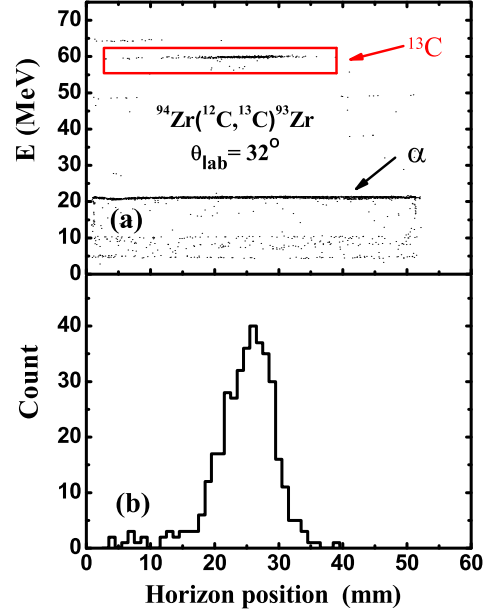 70
60
50
40
30
20
10
0
E (MeV)
¹³C
⁹⁴Zr(¹²C,¹³C)⁹³Zr
θlab= 32°
α
(a)
40
30
20
10
0
Count
(b)
0 10 20 30 40 50 60
Horizon position (mm)